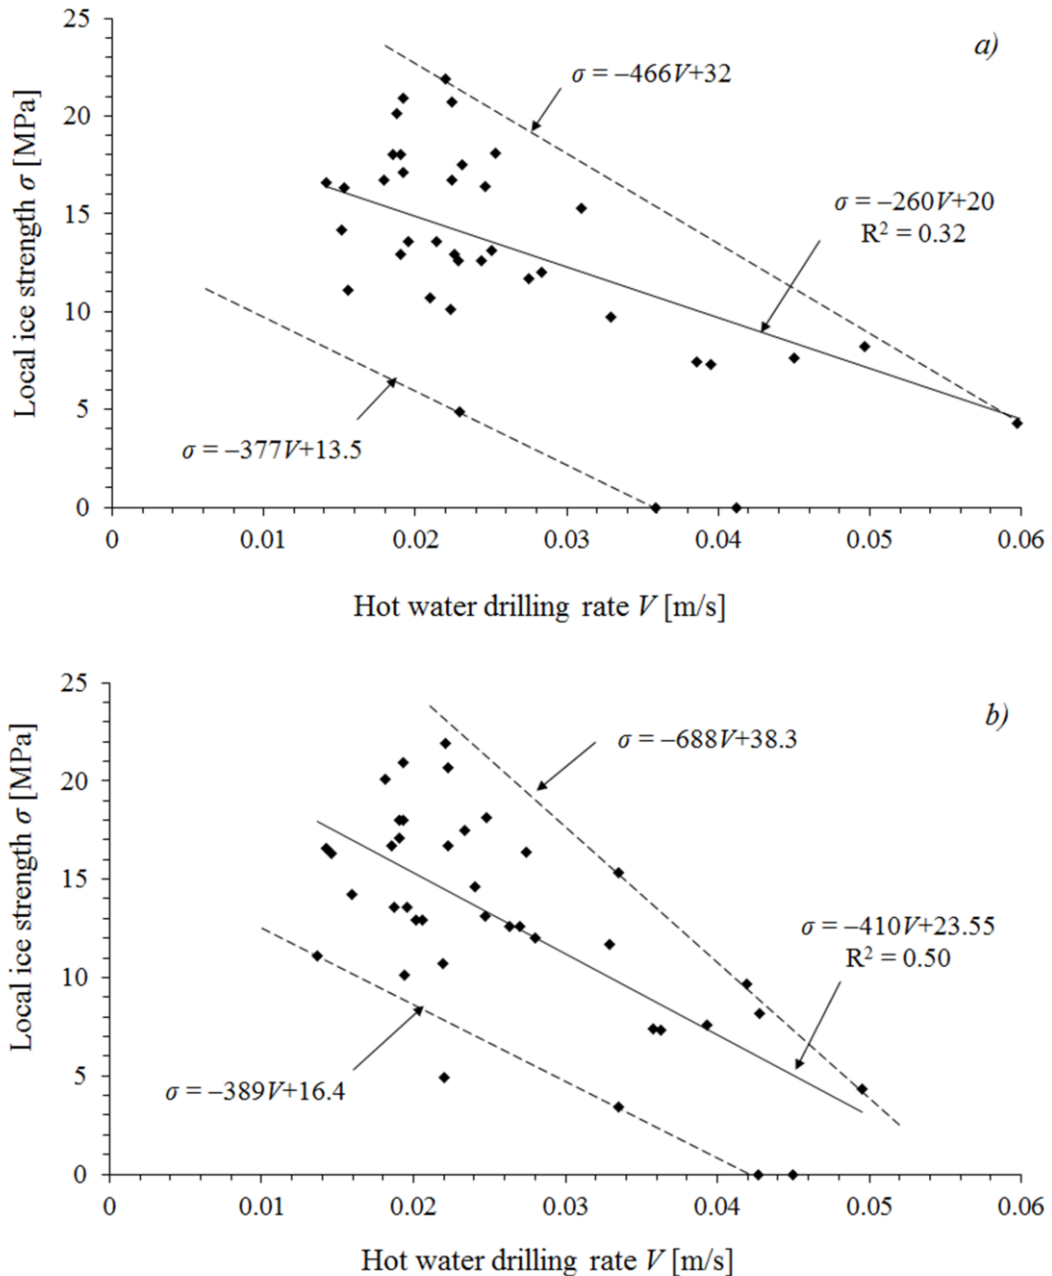 a)
25
20
15
10
5
0
Local ice strength σ [MPa]
σ = –466V+32
σ = –260V+20
R² = 0.32
σ = –377V+13.5
0 0.01 0.02 0.03 0.04 0.05 0.06
Hot water drilling rate V [m/s]
b)
25
20
15
10
5
0
Local ice strength σ [MPa]
σ = –688V+38.3
σ = –410V+23.55
R² = 0.50
σ = –389V+16.4
0 0.01 0.02 0.03 0.04 0.05 0.06
Hot water drilling rate V [m/s]